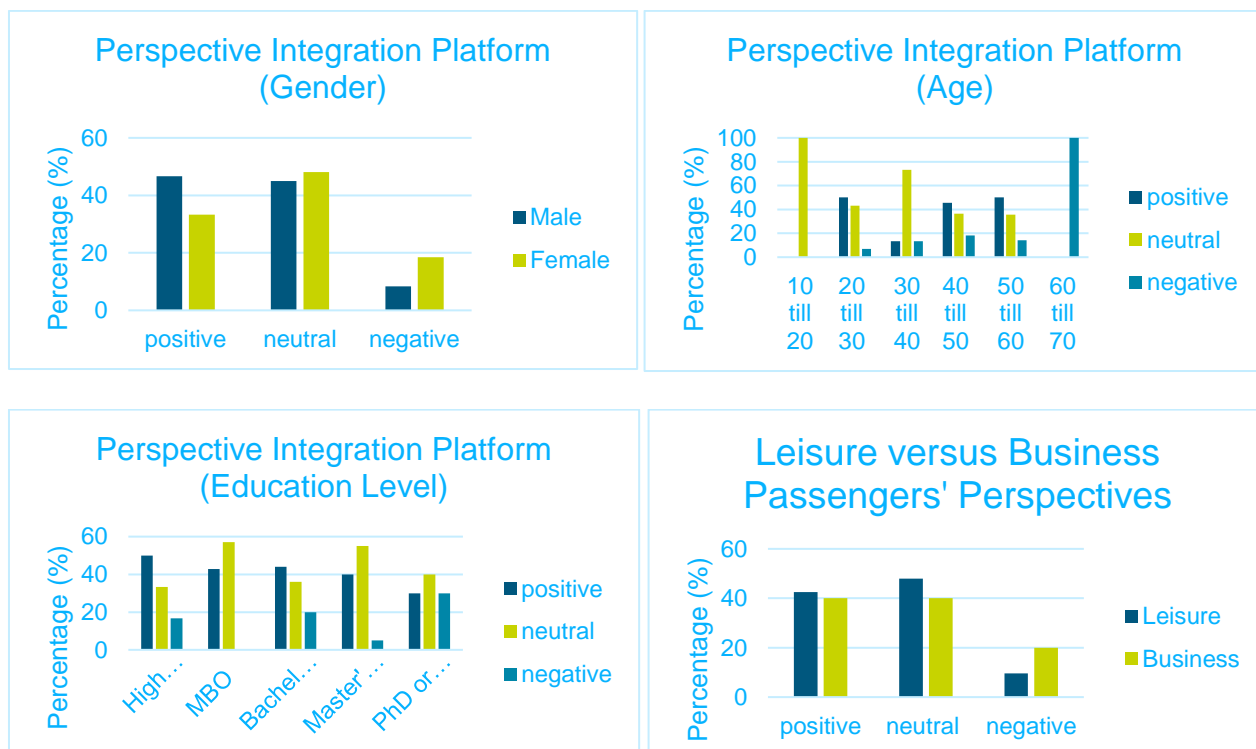 Perspective Integration Platform
(Gender)
Percentage (%)
60
40
20
0
positive neutral negative
Male
Female
Perspective Integration Platform
(Age)
Percentage (%)
100
80
60
40
20
0
10 till 20
20 till 30
30 till 40
40 till 50
50 till 60
60 till 70
positive
neutral
negative
Perspective Integration Platform
(Education Level)
Percentage (%)
60
40
20
0
High…
MBO
Bachel…
Master'…
PhD or…
positive
neutral
negative
Leisure versus Business
Passengers' Perspectives
Percentage (%)
60
40
20
0
positive neutral negative
Leisure
Business